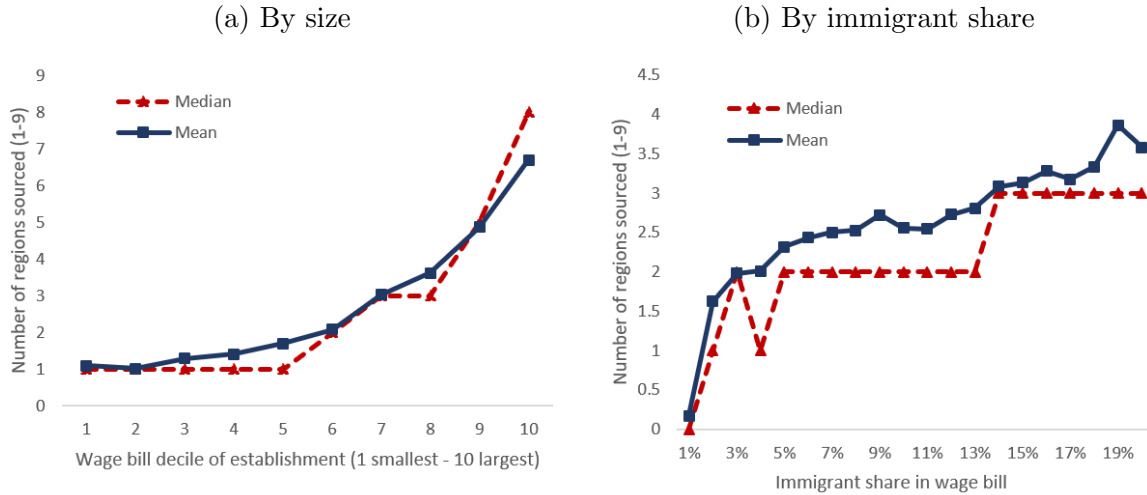 (a) By size
Number of regions sourced (1-9)
9
8
7
6
5
4
3
2
1
0
Median
Mean
1 2 3 4 5 6 7 8 9 10
Wage bill decile of establishment (1 smallest - 10 largest)
(b) By immigrant share
Number of regions sourced (1-9)
4.5
4
3.5
3
2.5
2
1.5
1
0.5
0
Median
Mean
1% 3% 5% 7% 9% 11% 13% 15% 17% 19%
Immigrant share in wage bill